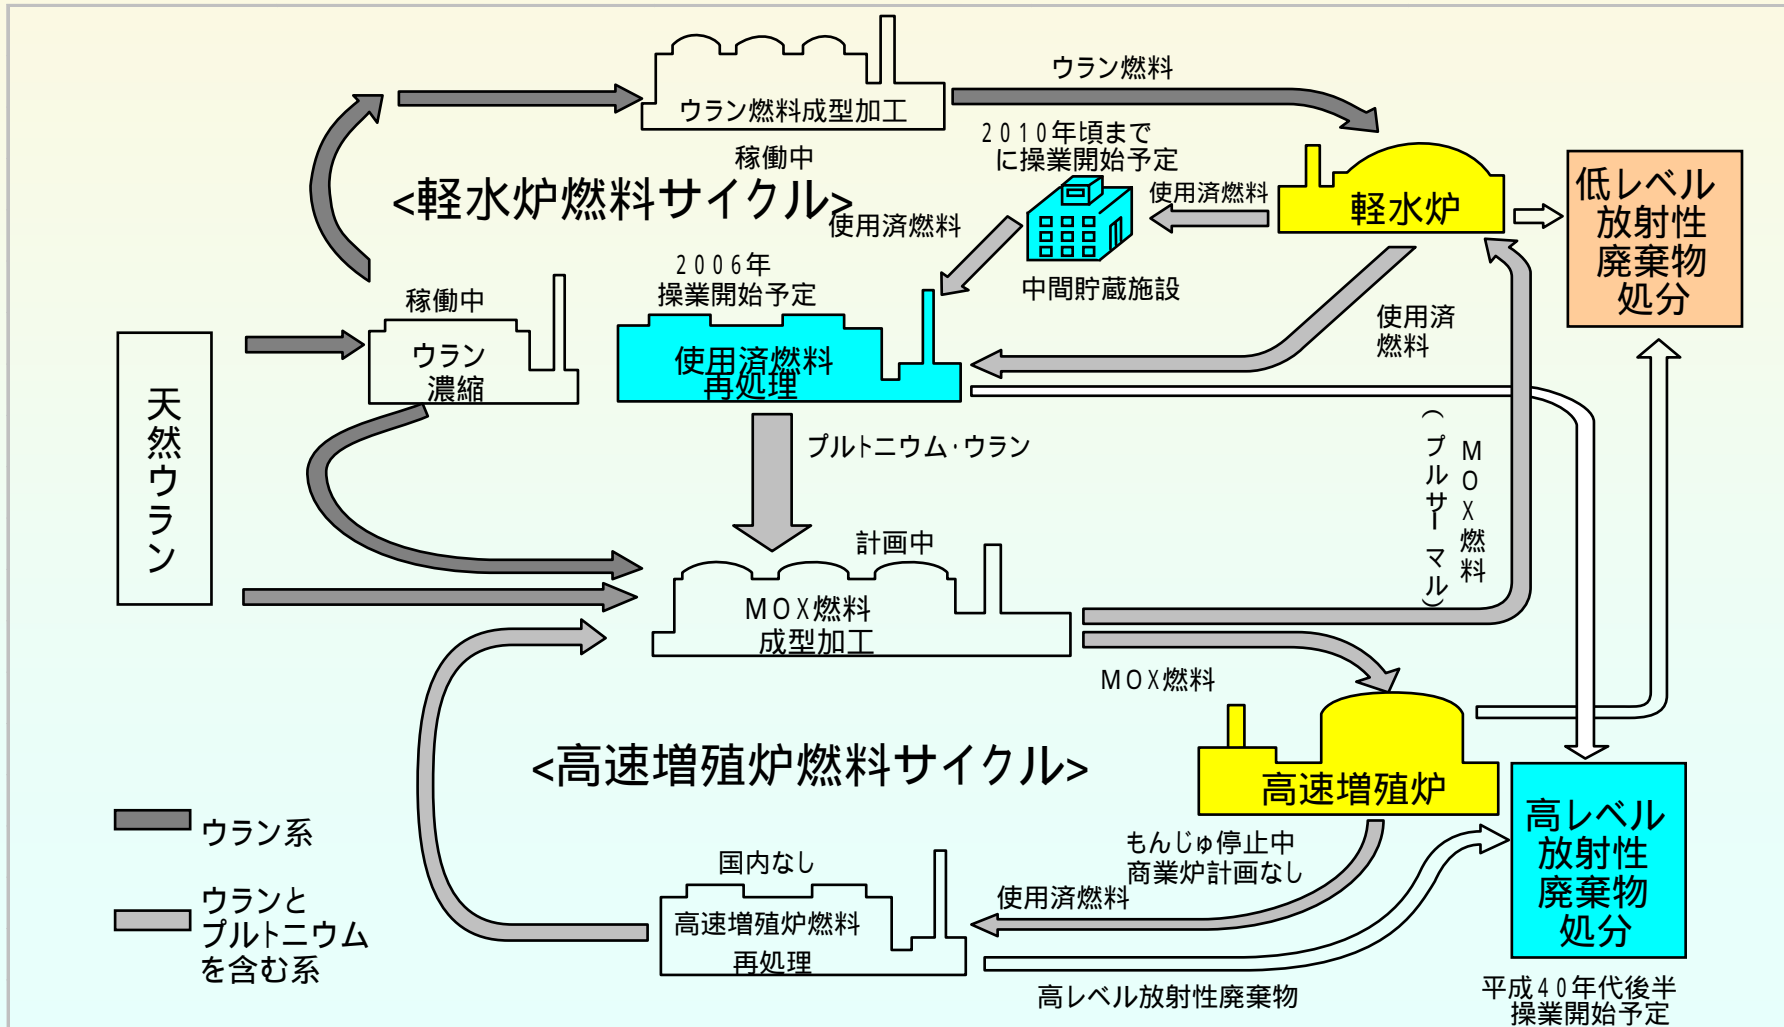 ウラン燃料
ウラン燃料成型加工
稼働中
2010年頃まで
に操業開始予定
<軽水炉燃料サイクル>
使用済燃料
使用済燃料
軽水炉
低レベル
放射性
廃棄物
処分
中間貯蔵施設
2006年
操業開始予定
稼働中
ウラン
濃縮
使用済燃料
再処理
使用済
燃料
天然ウラン
プルトニウム・ウラン
MOX燃料
(プルサーマル)
計画中
MOX燃料
成型加工
MOX燃料
<高速増殖炉燃料サイクル>
高速増殖炉
高レベル
放射性
廃棄物
処分
もんじゅ停止中
商業炉計画なし
ウラン系
ウランと
プルトニウム
を含む系
国内なし
使用済燃料
高速増殖炉燃料
再処理
高レベル放射性廃棄物
平成40年代後半
操業開始予定